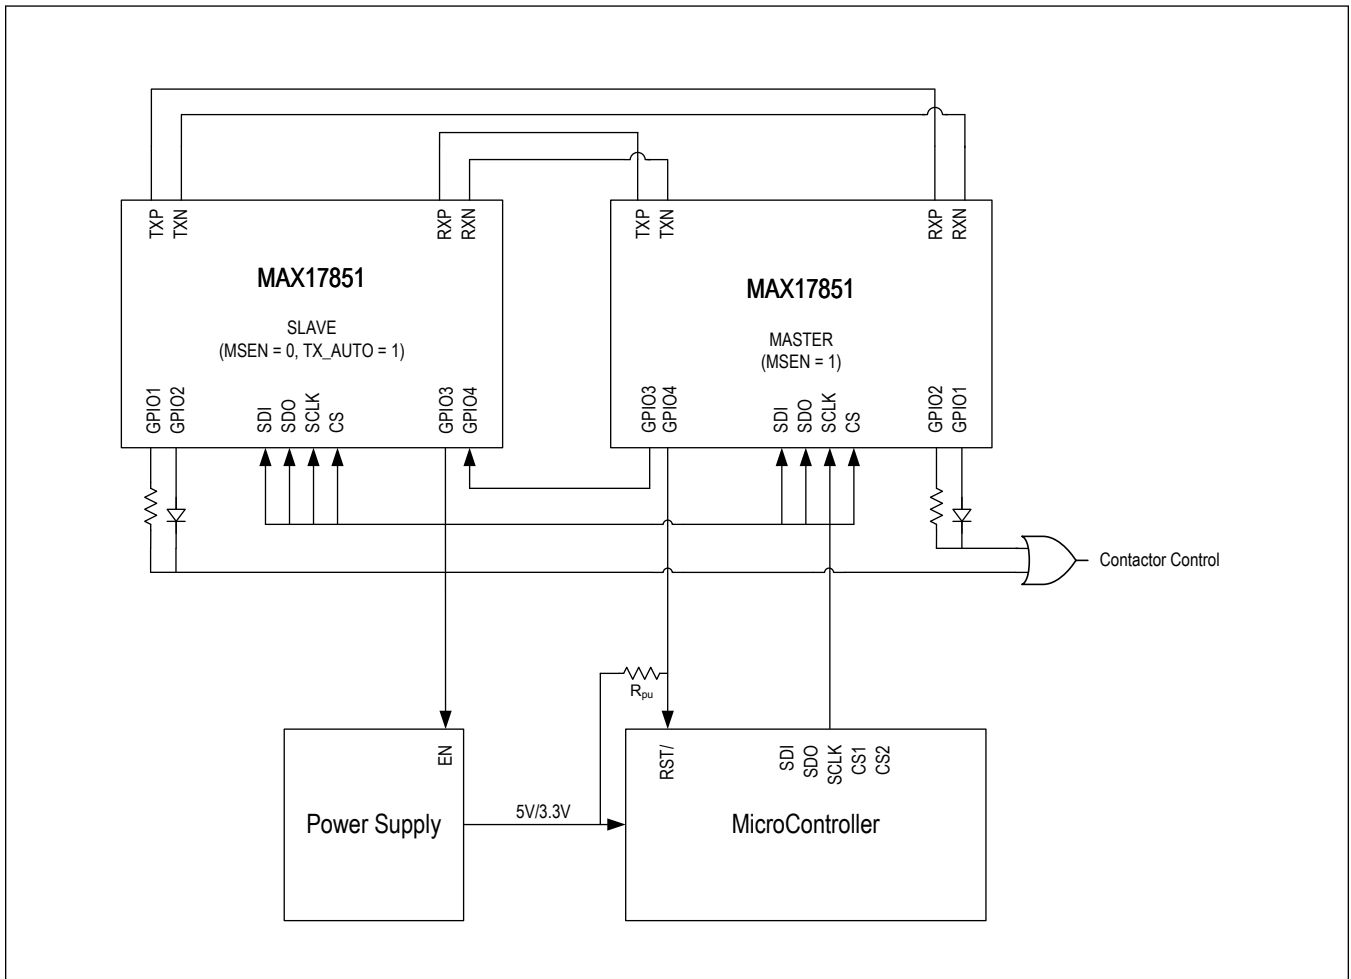 TXP
TXN
RXP
RXN
TXP
TXN
RXP
RXN
MAX17851
SLAVE
(MSEN = 0, TX_AUTO = 1)
MAX17851
MASTER
(MSEN = 1)
GPIO1
GPIO2
SDI
SDO
SCLK
CS
GPIO3
GPIO4
GPIO3
GPIO4
SDI
SDO
SCLK
CS
GPIO2
GPIO1
Contactor Control
Rpu
EN
Power Supply
5V/3.3V
RST/
SDI
SDO
SCLK
CS1
CS2
MicroController